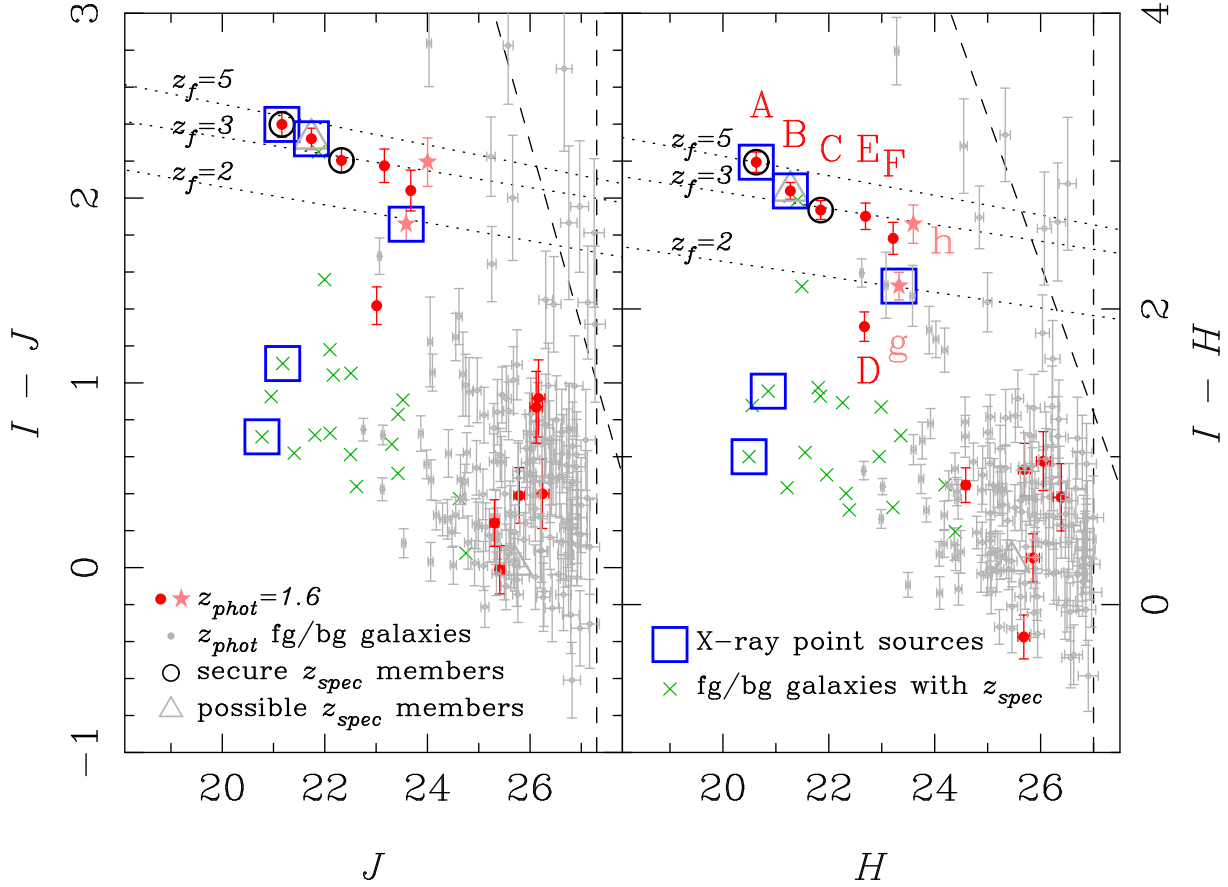 3
2
1
0
−1
I − J
z_f=5
z_f=3
z_f=2
z_phot=1.6
z_phot fg/bg galaxies
secure z_spec members
possible z_spec members
20 22 24 26
J
A
B
C
E
F
z_f=5
z_f=3
z_f=2
h
g
D
X−ray point sources
fg/bg galaxies with z_spec
20 22 24 26
H
4
2
0
I − H